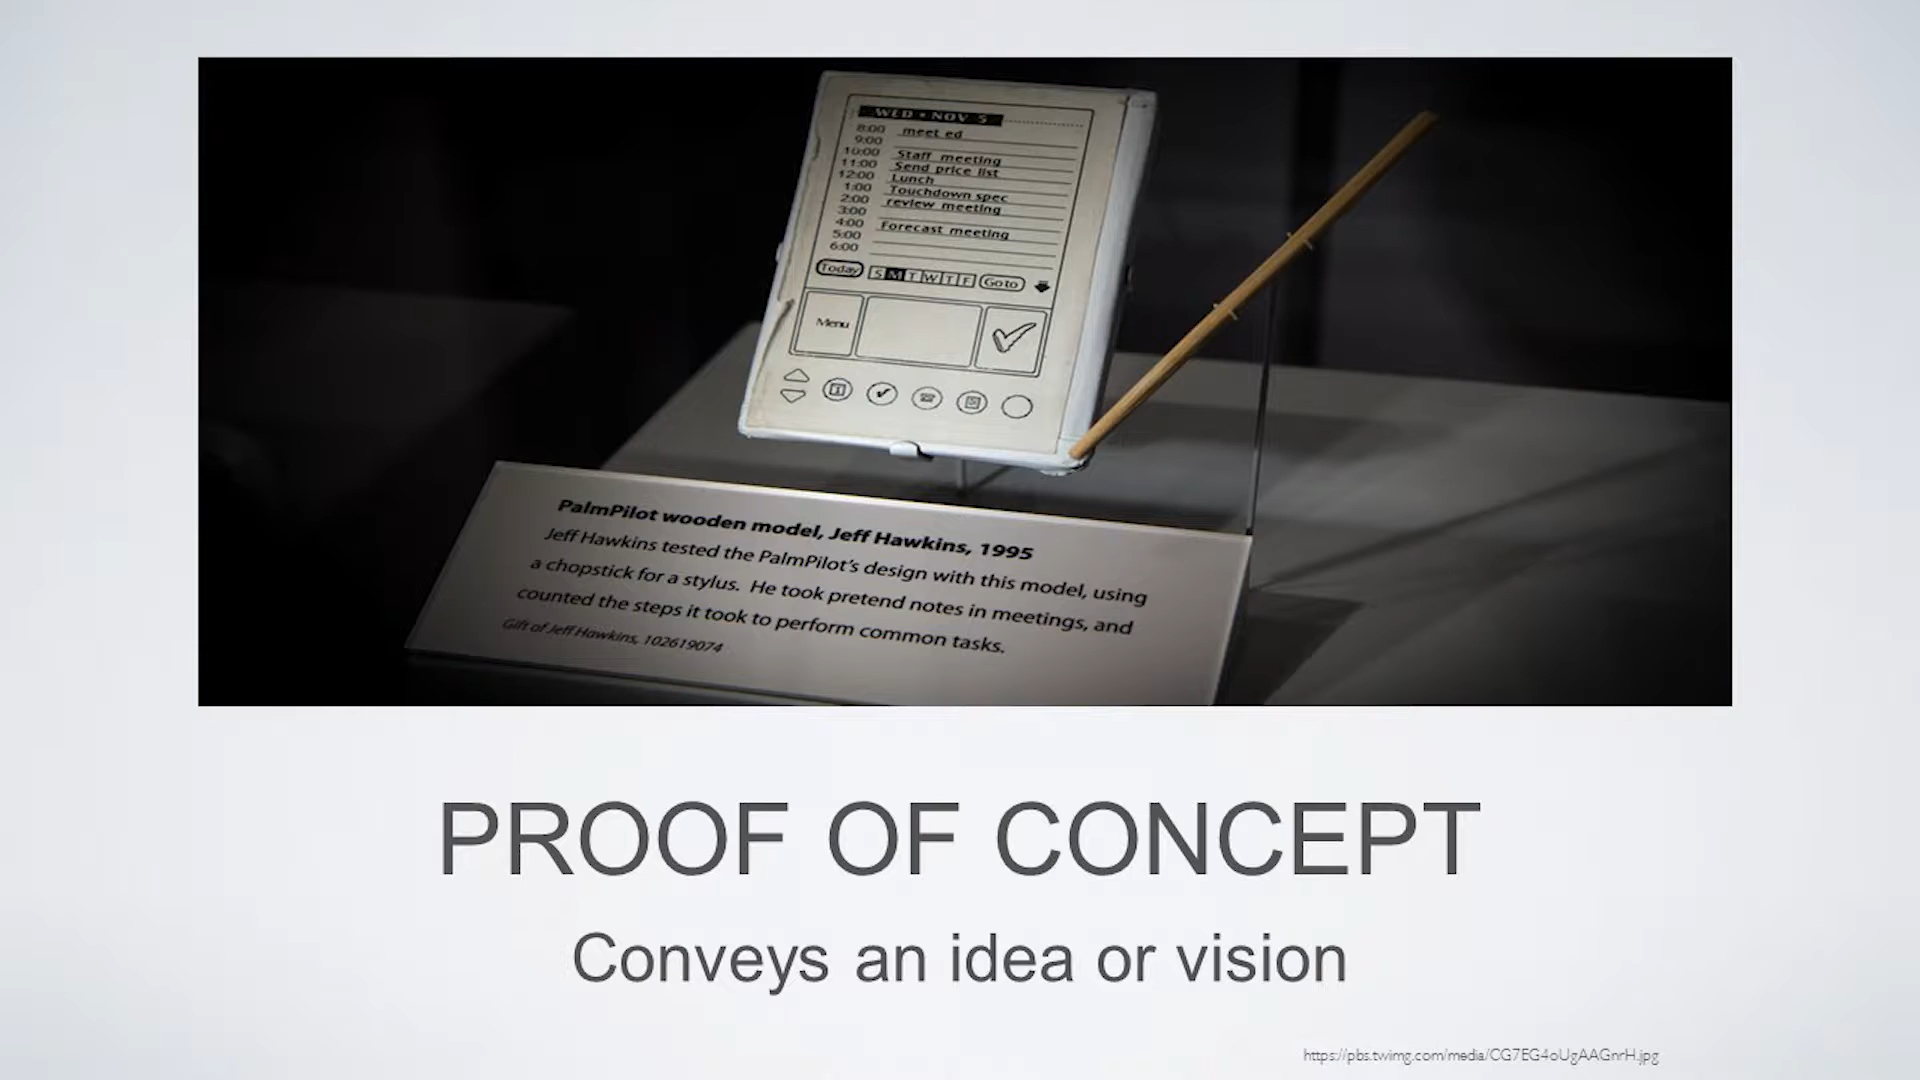 WED • NOV 5
8:00 meet ed
9:00
10:00 Staff meeting
11:00 Send price list
12:00 Lunch
1:00 Touchdown spec
2:00 review meeting
3:00
4:00 Forecast meeting
5:00
6:00
Today S M T W T F Go to
Menu
PalmPilot wooden model, Jeff Hawkins, 1995
Jeff Hawkins tested the PalmPilot's design with this model, using
a chopstick for a stylus. He took pretend notes in meetings, and
counted the steps it took to perform common tasks.
Gift of Jeff Hawkins, 102619074
PROOF OF CONCEPT
Conveys an idea or vision
https://pbs.twimg.com/media/CG7EG4oUgAAGnrH.jpg